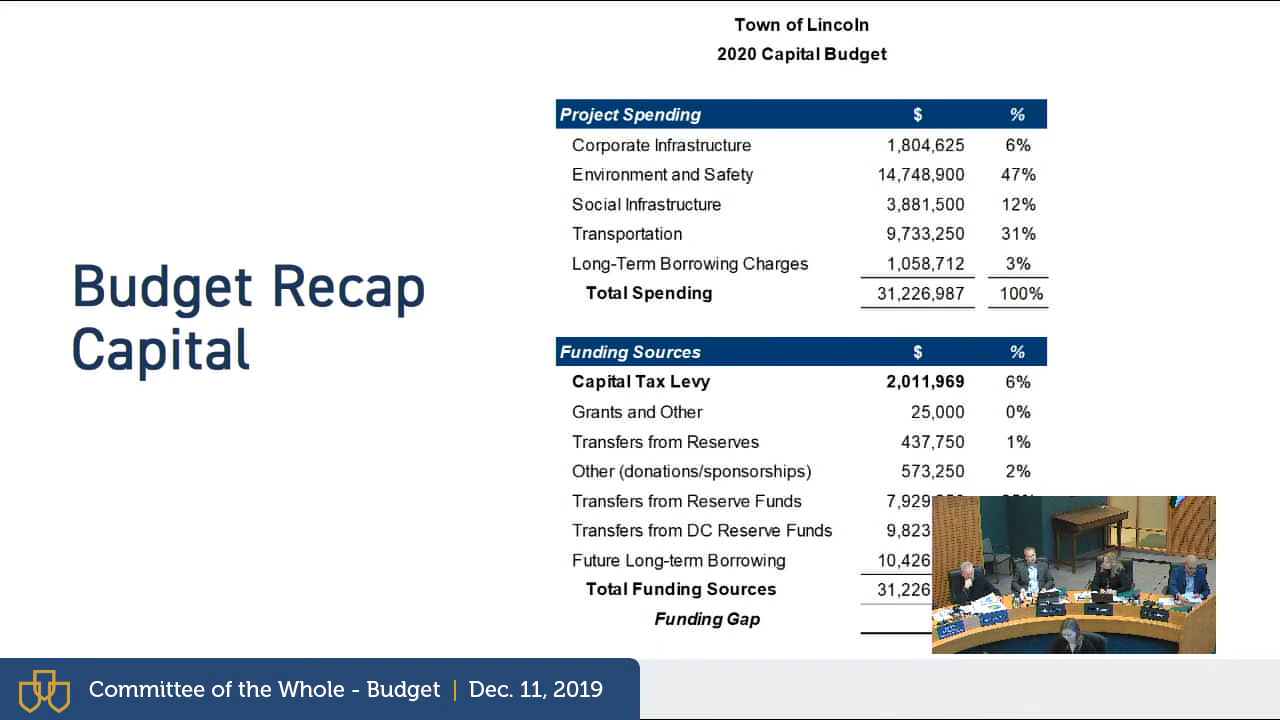 Town of Lincoln
2020 Capital Budget
Budget Recap
Capital
Project Spending $ %
Corporate Infrastructure 1,804,625 6%
Environment and Safety 14,748,900 47%
Social Infrastructure 3,881,500 12%
Transportation 9,733,250 31%
Long-Term Borrowing Charges 1,058,712 3%
Total Spending 31,226,987 100%
Funding Sources $ %
Capital Tax Levy 2,011,969 6%
Grants and Other 25,000 0%
Transfers from Reserves 437,750 1%
Other (donations/sponsorships) 573,250 2%
Transfers from Reserve Funds 7,929
Transfers from DC Reserve Funds 9,823
Future Long-term Borrowing 10,426
Total Funding Sources 31,226
Funding Gap
Committee of the Whole - Budget | Dec. 11, 2019